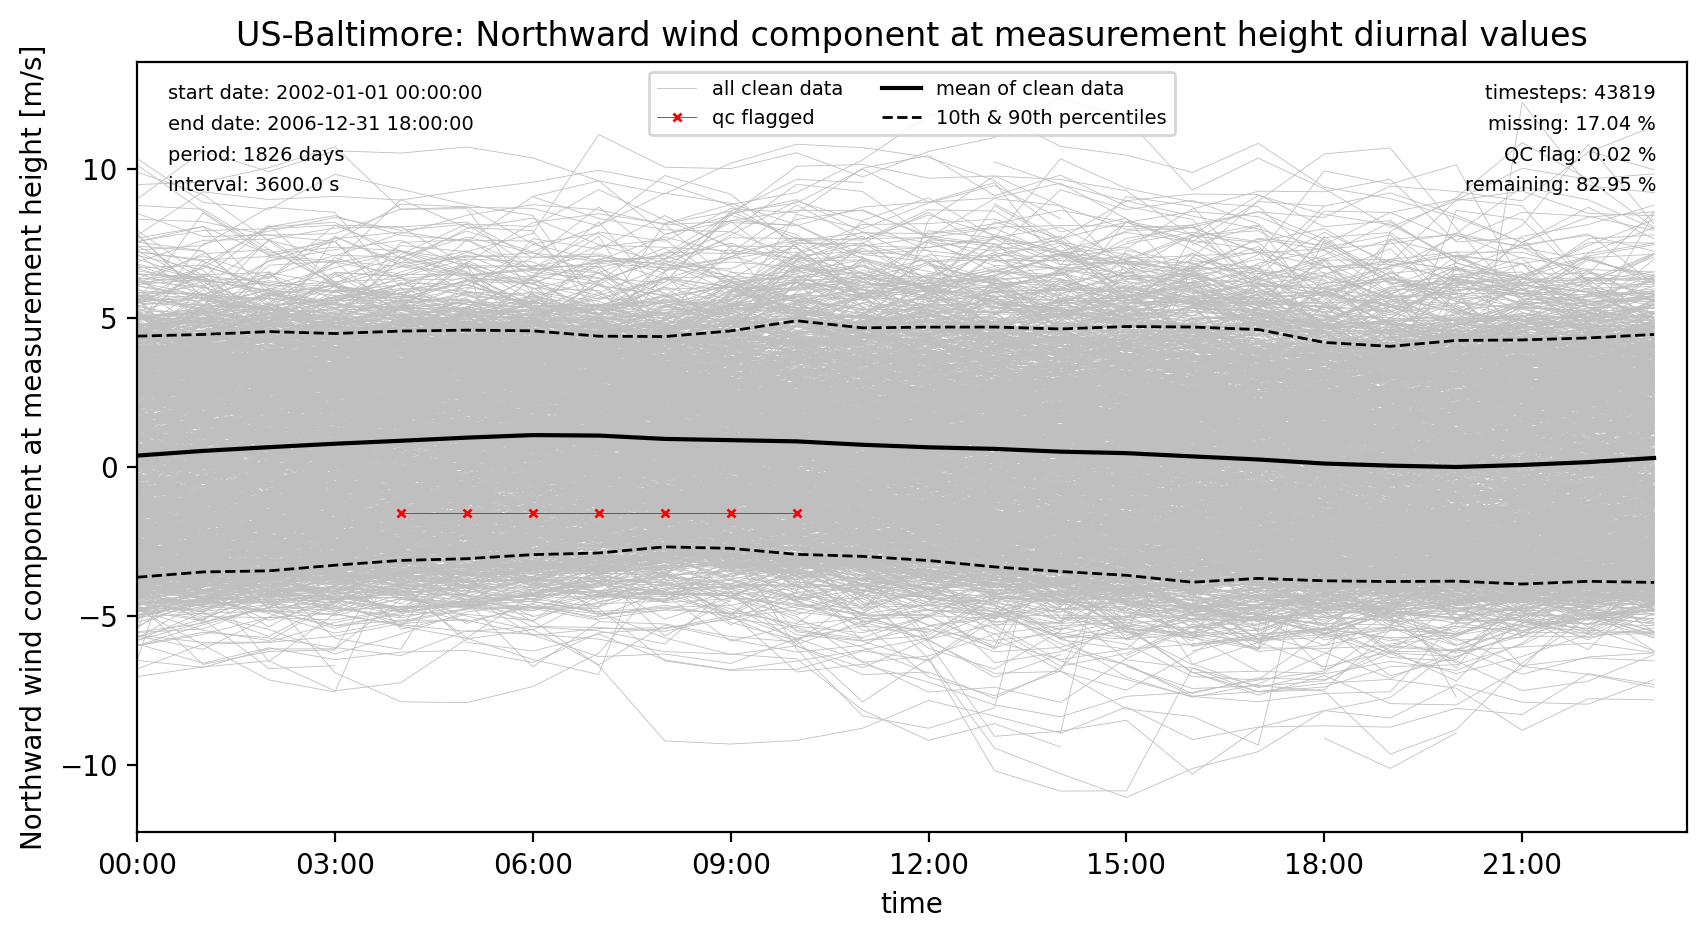 US-Baltimore: Northward wind component at measurement height diurnal values
Northward wind component at measurement height [m/s]
start date: 2002-01-01 00:00:00
end date: 2006-12-31 18:00:00
period: 1826 days
interval: 3600.0 s
all clean data
qc flagged
mean of clean data
10th & 90th percentiles
timesteps: 43819
missing: 17.04 %
QC flag: 0.02 %
remaining: 82.95 %
10
5
0
−5
−10
00:00 03:00 06:00 09:00 12:00 15:00 18:00 21:00
time